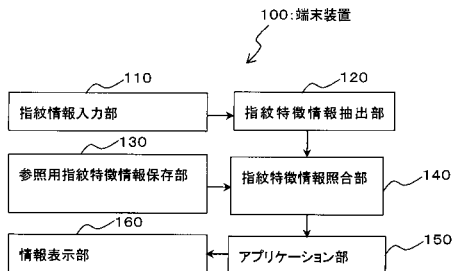 100:端末装置
110
120
指紋情報入力部
指紋特徴情報抽出部
130
参照用指紋特徴情報保存部
指紋特徴情報照合部
140
160
150
情報表示部
アプリケーション部